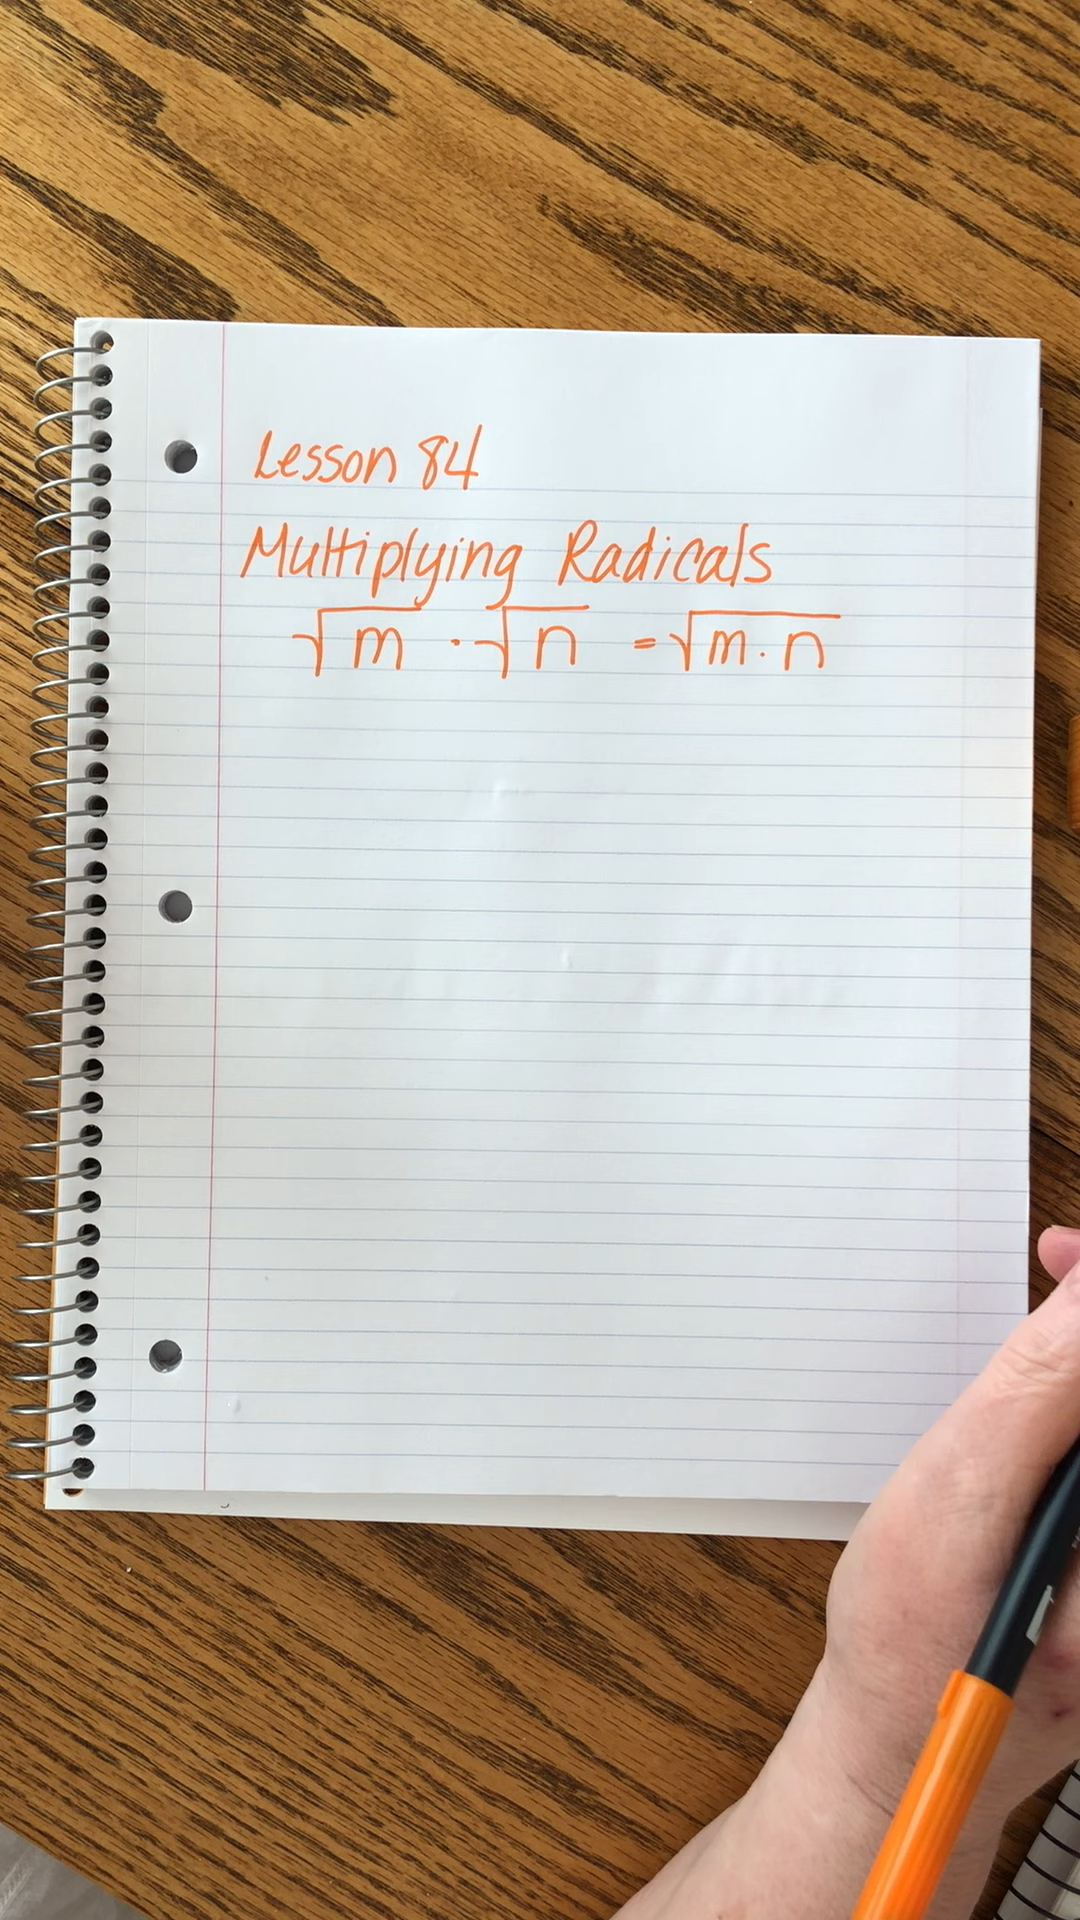 Lesson 84
Multiplying Radicals
√m · √n = √m · n